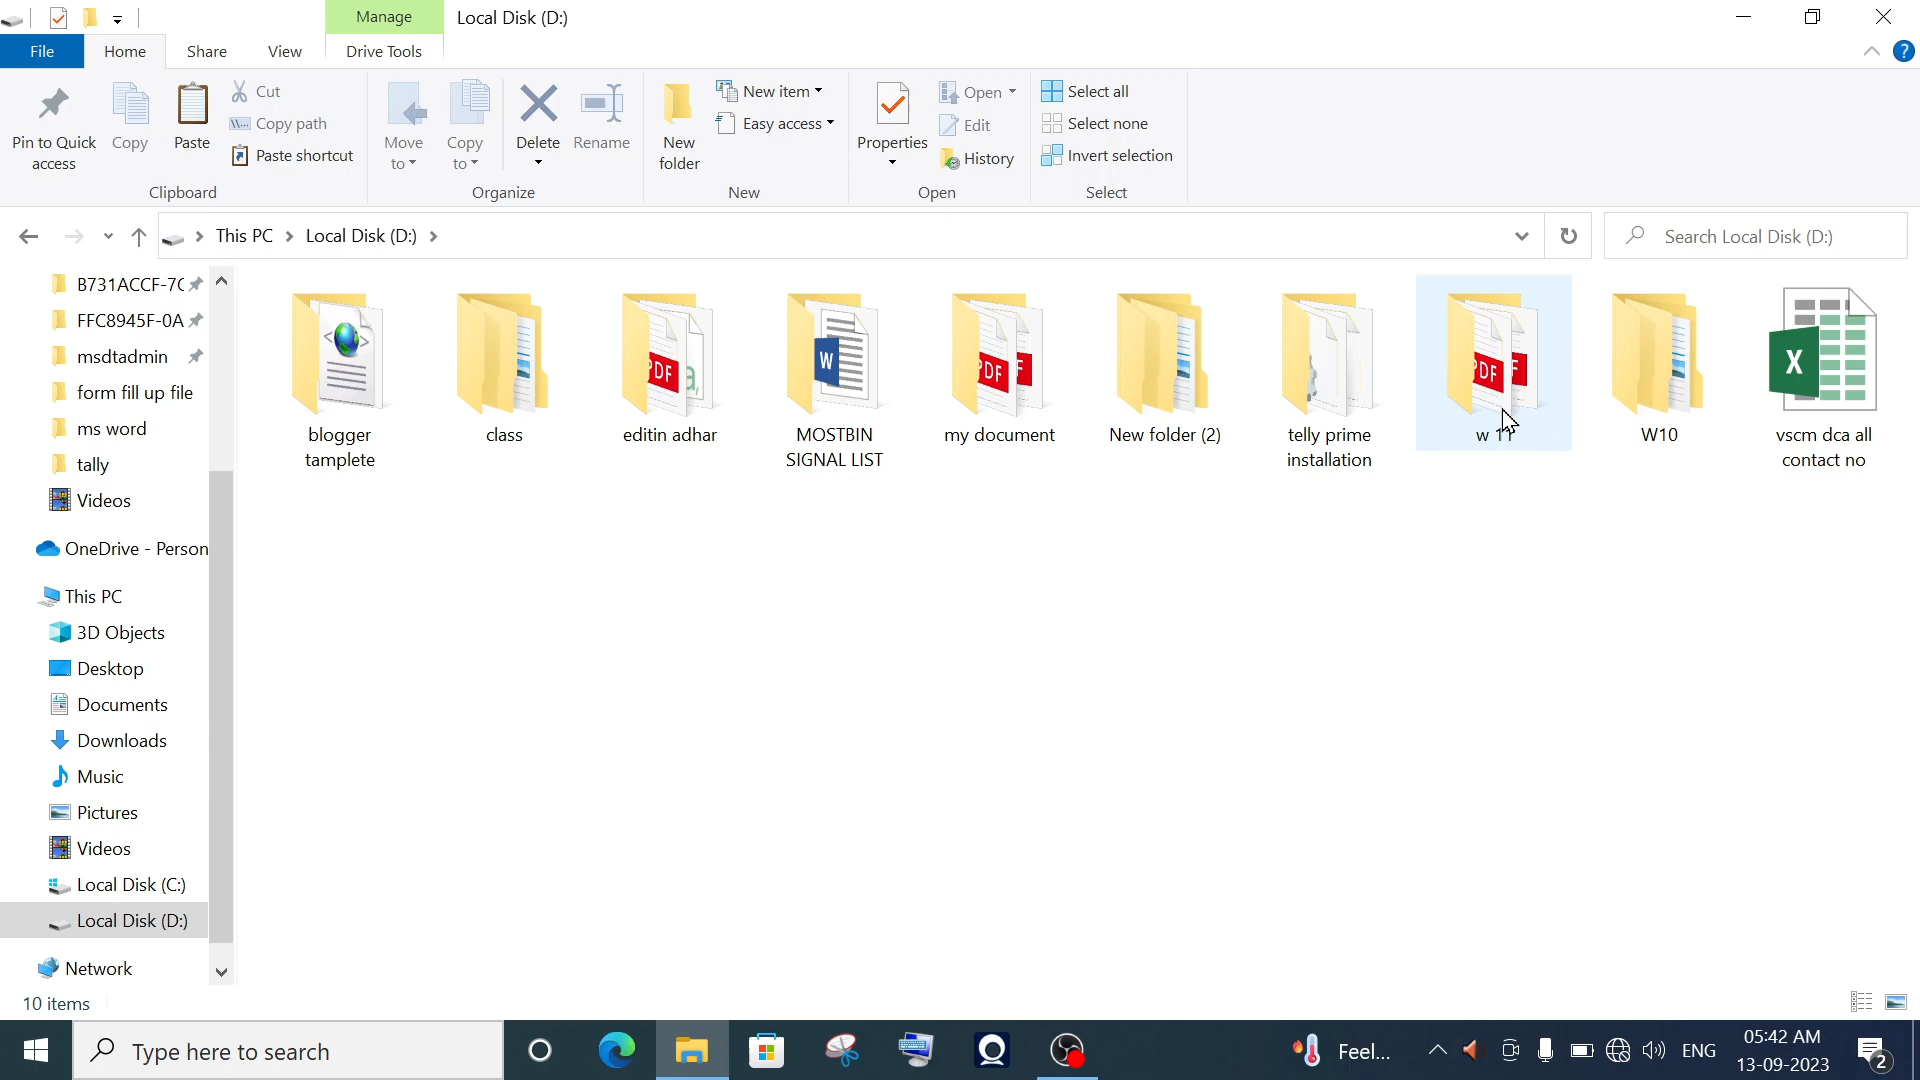 Manage
Local Disk (D:)
File
Home
Share
View
Drive Tools
Pin to Quick access
Copy
Paste
Cut
Copy path
Paste shortcut
Clipboard
Move to
Copy to
Delete
Rename
Organize
New folder
New item
Easy access
New
Properties
Open
Edit
History
Open
Select all
Select none
Invert selection
Select
This PC
Local Disk (D:)
Search Local Disk (D:)
B731ACCF-7C
FFC8945F-0A
msdtadmin
form fill up file
ms word
tally
Videos
OneDrive - Person
This PC
3D Objects
Desktop
Documents
Downloads
Music
Pictures
Videos
Local Disk (C:)
Local Disk (D:)
Network
blogger
tamplete
class
editin adhar
MOSTBIN
SIGNAL LIST
my document
New folder (2)
telly prime
installation
w 11
W10
vscm dca all
contact no
10 items
Type here to search
Feel...
ENG
05:42 AM
13-09-2023
2